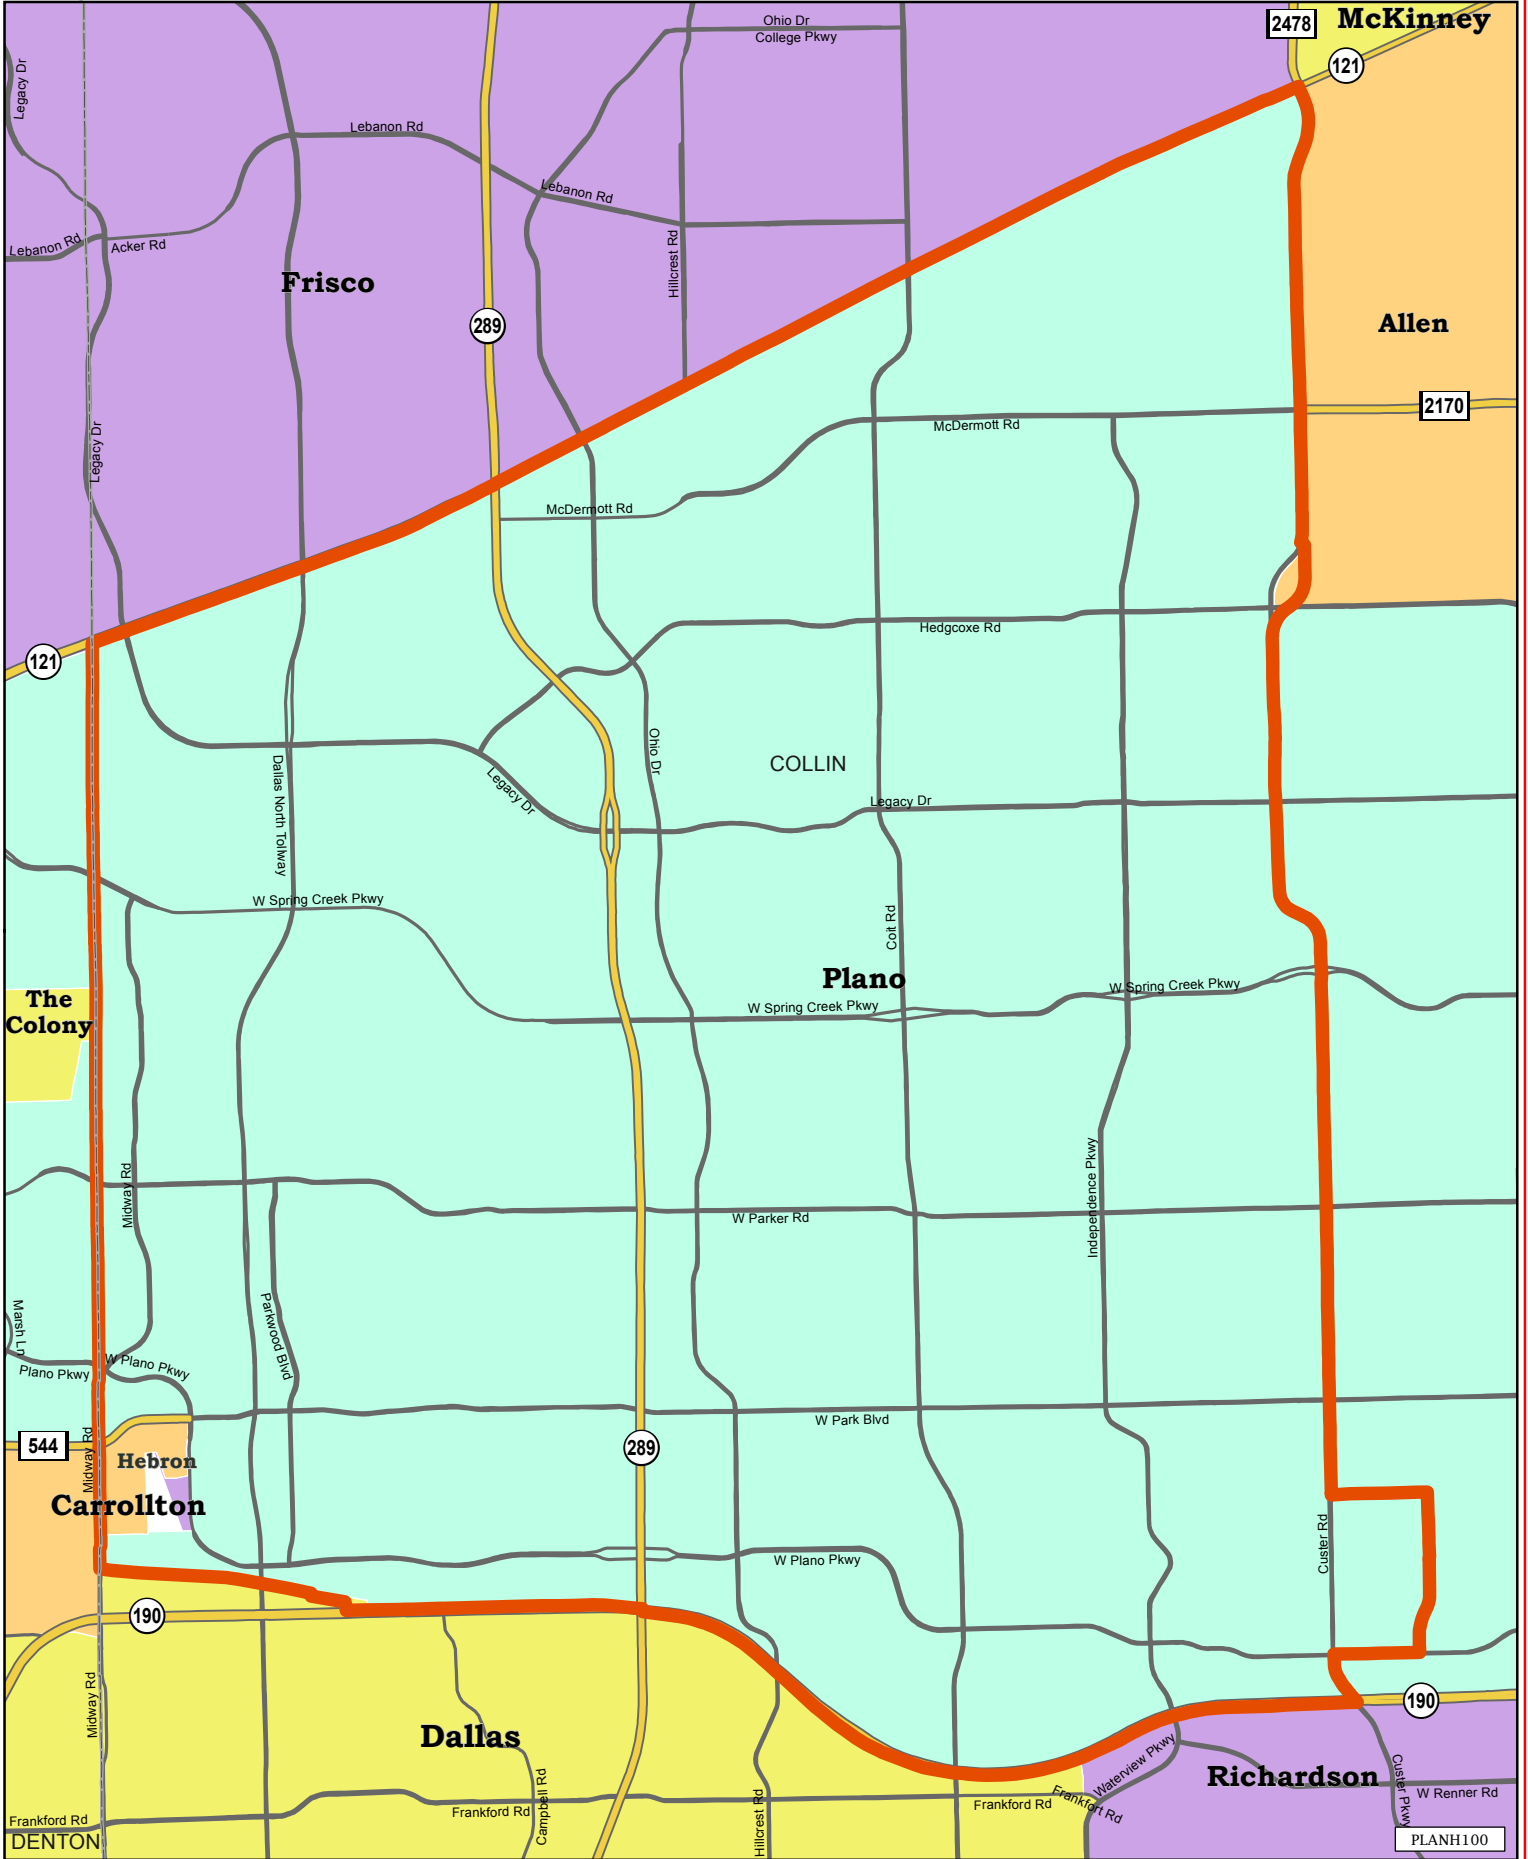 Ohio Dr
College Pkwy
2478
McKinney
121
Legacy Dr
Lebanon Rd
Lebanon Rd
Lebanon Rd
Acker Rd
Hillcrest Rd
Frisco
289
Allen
2170
McDermott Rd
Legacy Dr
McDermott Rd
Hedgcoxe Rd
121
Dallas North Tollway
Ohio Dr
COLLIN
Legacy Dr
Legacy Dr
W Spring Creek Pkwy
Coit Rd
Plano
W Spring Creek Pkwy
W Spring Creek Pkwy
The
Colony
Midway Rd
W Parker Rd
Independence Pkwy
Marsh Ln
Parkwood Blvd
Plano Pkwy
W Plano Pkwy
W Park Blvd
544
Midway Rd
Hebron
289
Carrollton
Custer Rd
W Plano Pkwy
190
Midway Rd
190
Dallas
Waterview Pkwy
Richardson
Custer Pkwy
W Renner Rd
Frankford Rd
Frankford Rd
Campbell Rd
Hillcrest Rd
Frankford Rd
Frankfort Rd
DENTON
PLANH100